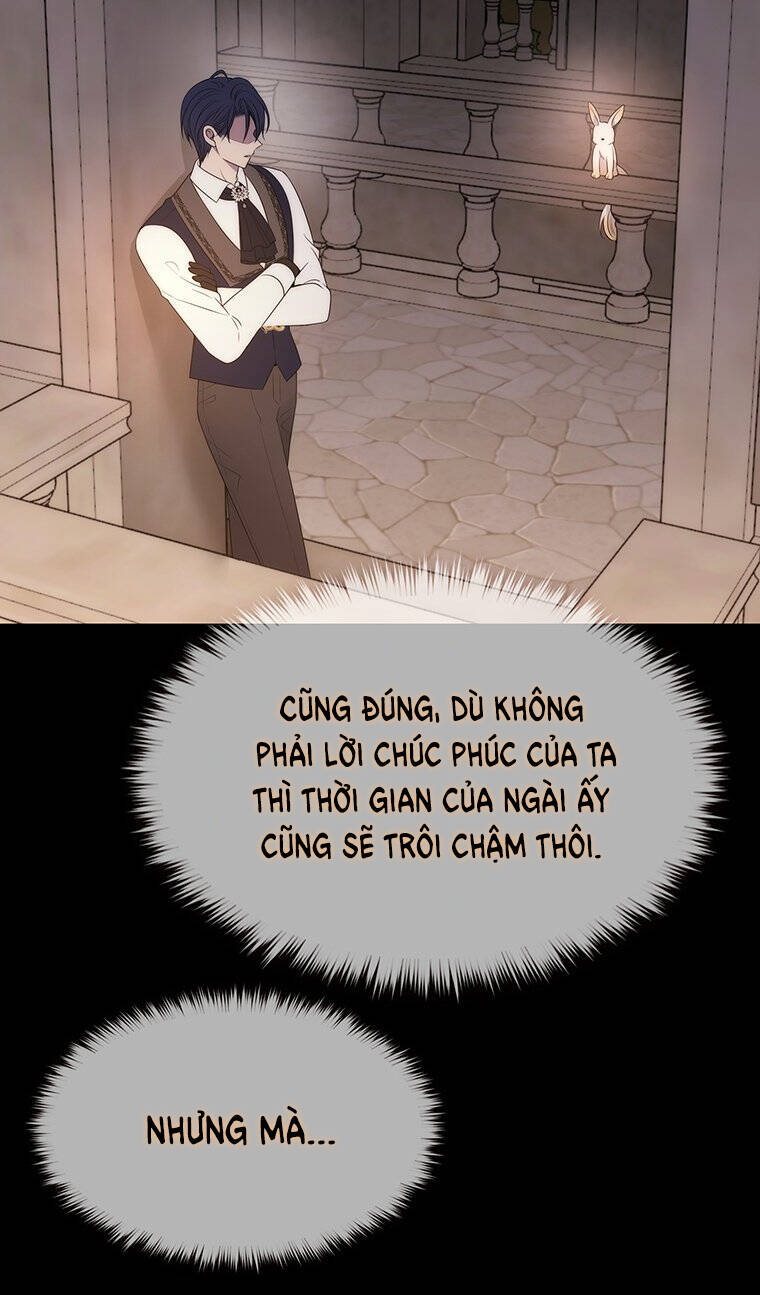 CŨNG ĐÚNG, DÙ KHÔNG
PHẢI LỜI CHÚC PHÚC CỦA TA
THÌ THỜI GIAN CỦA NGÀI ẤY
CŨNG SẼ TRÔI CHẬM THÔI.
NHƯNG MÀ...